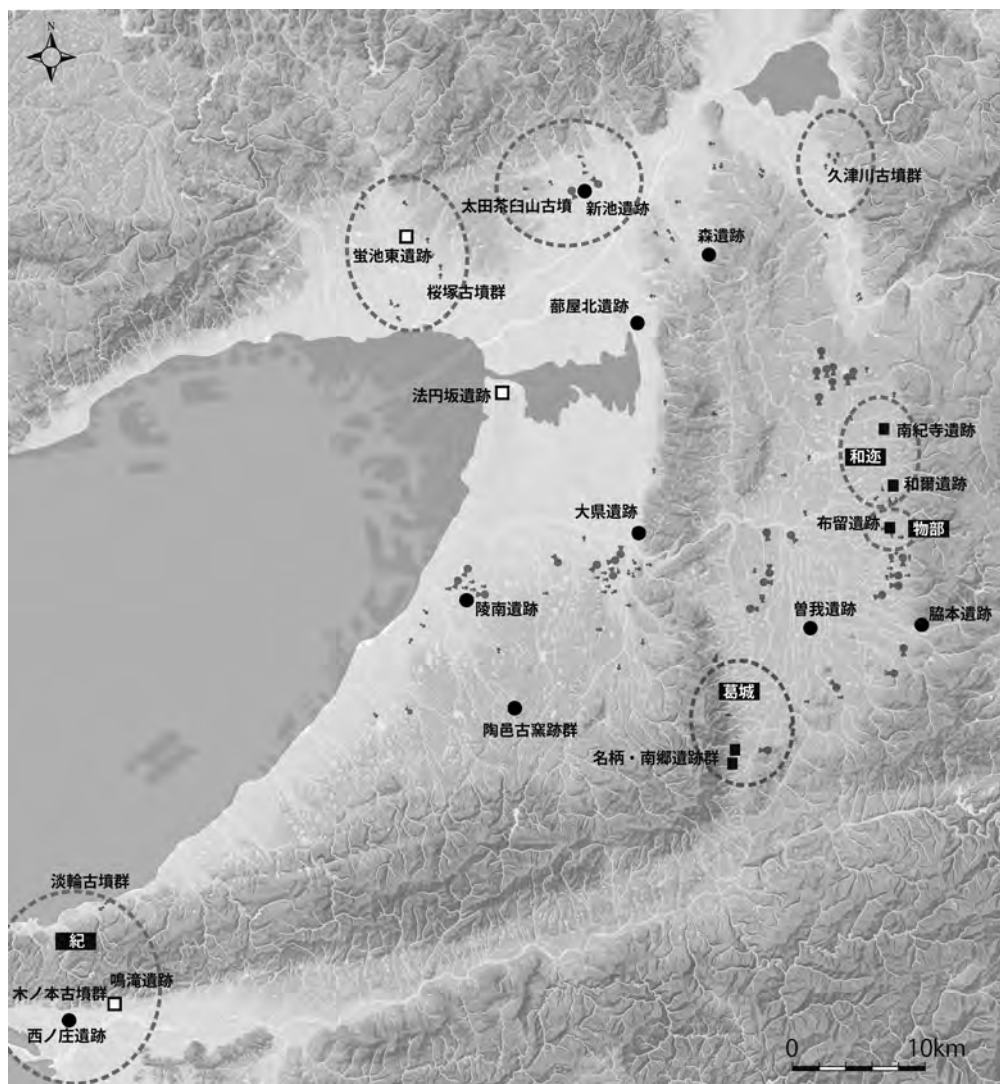 N
久津川古墳群
太田茶臼山古墳
新池遺跡
森遺跡
蛍池東遺跡
桜塚古墳群
蔀屋北遺跡
法円坂遺跡
南紀寺遺跡
和迩
和爾遺跡
大県遺跡
布留遺跡
物部
陵南遺跡
曽我遺跡
脇本遺跡
葛城
陶邑古窯跡群
名柄・南郷遺跡群
淡輪古墳群
紀
鳴滝遺跡
木ノ本古墳群
西ノ庄遺跡
0 10km